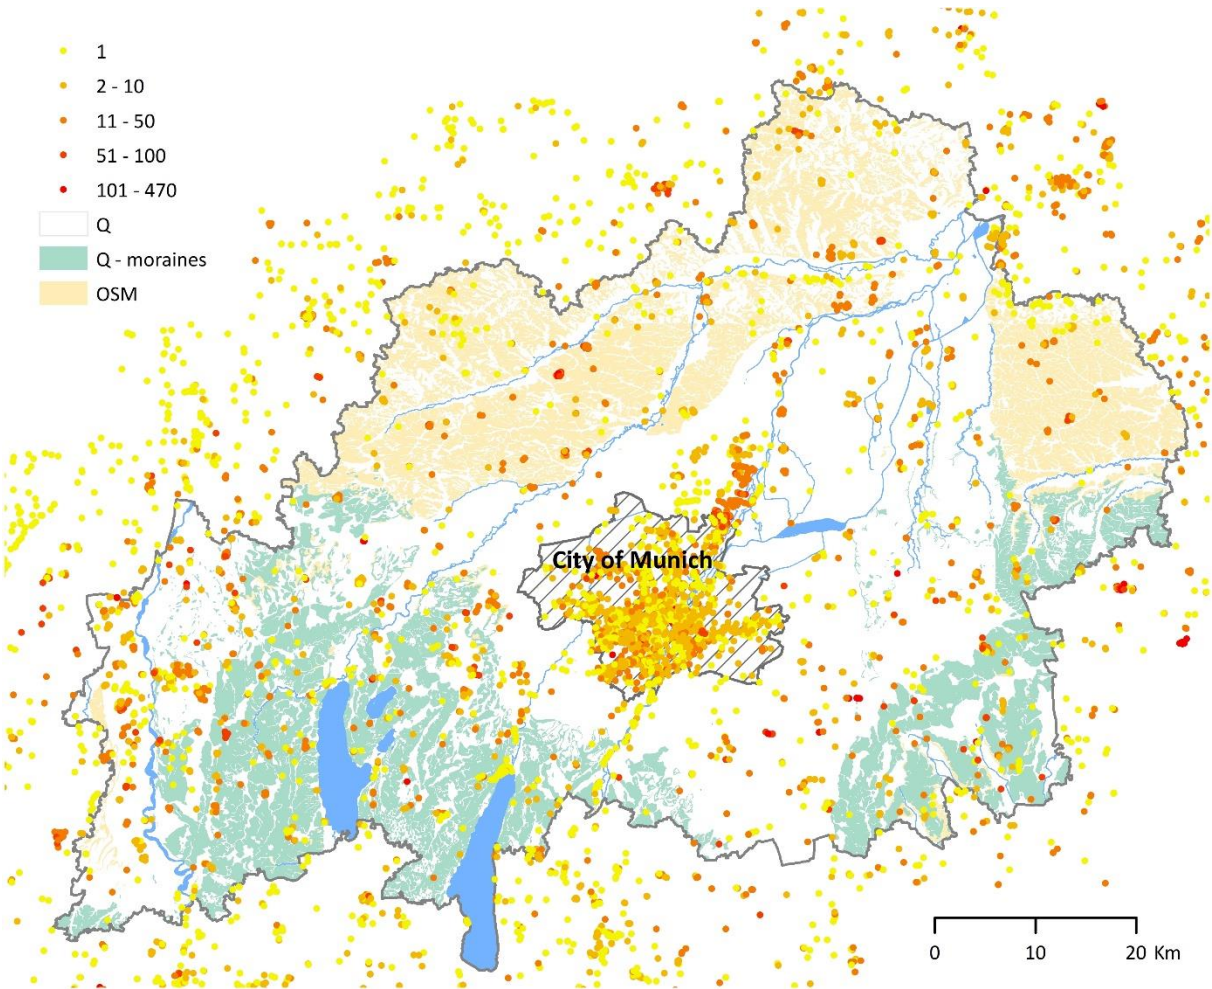 1
2 - 10
11 - 50
51 - 100
101 - 470
Q
Q - moraines
OSM
City of Munich
0 10 20 Km